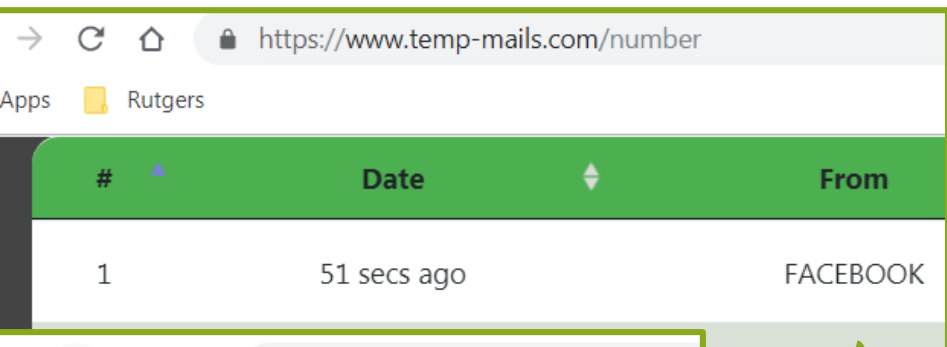 https://www.temp-mails.com/number
Apps Rutgers
# Date From
1 51 secs ago FACEBOOK